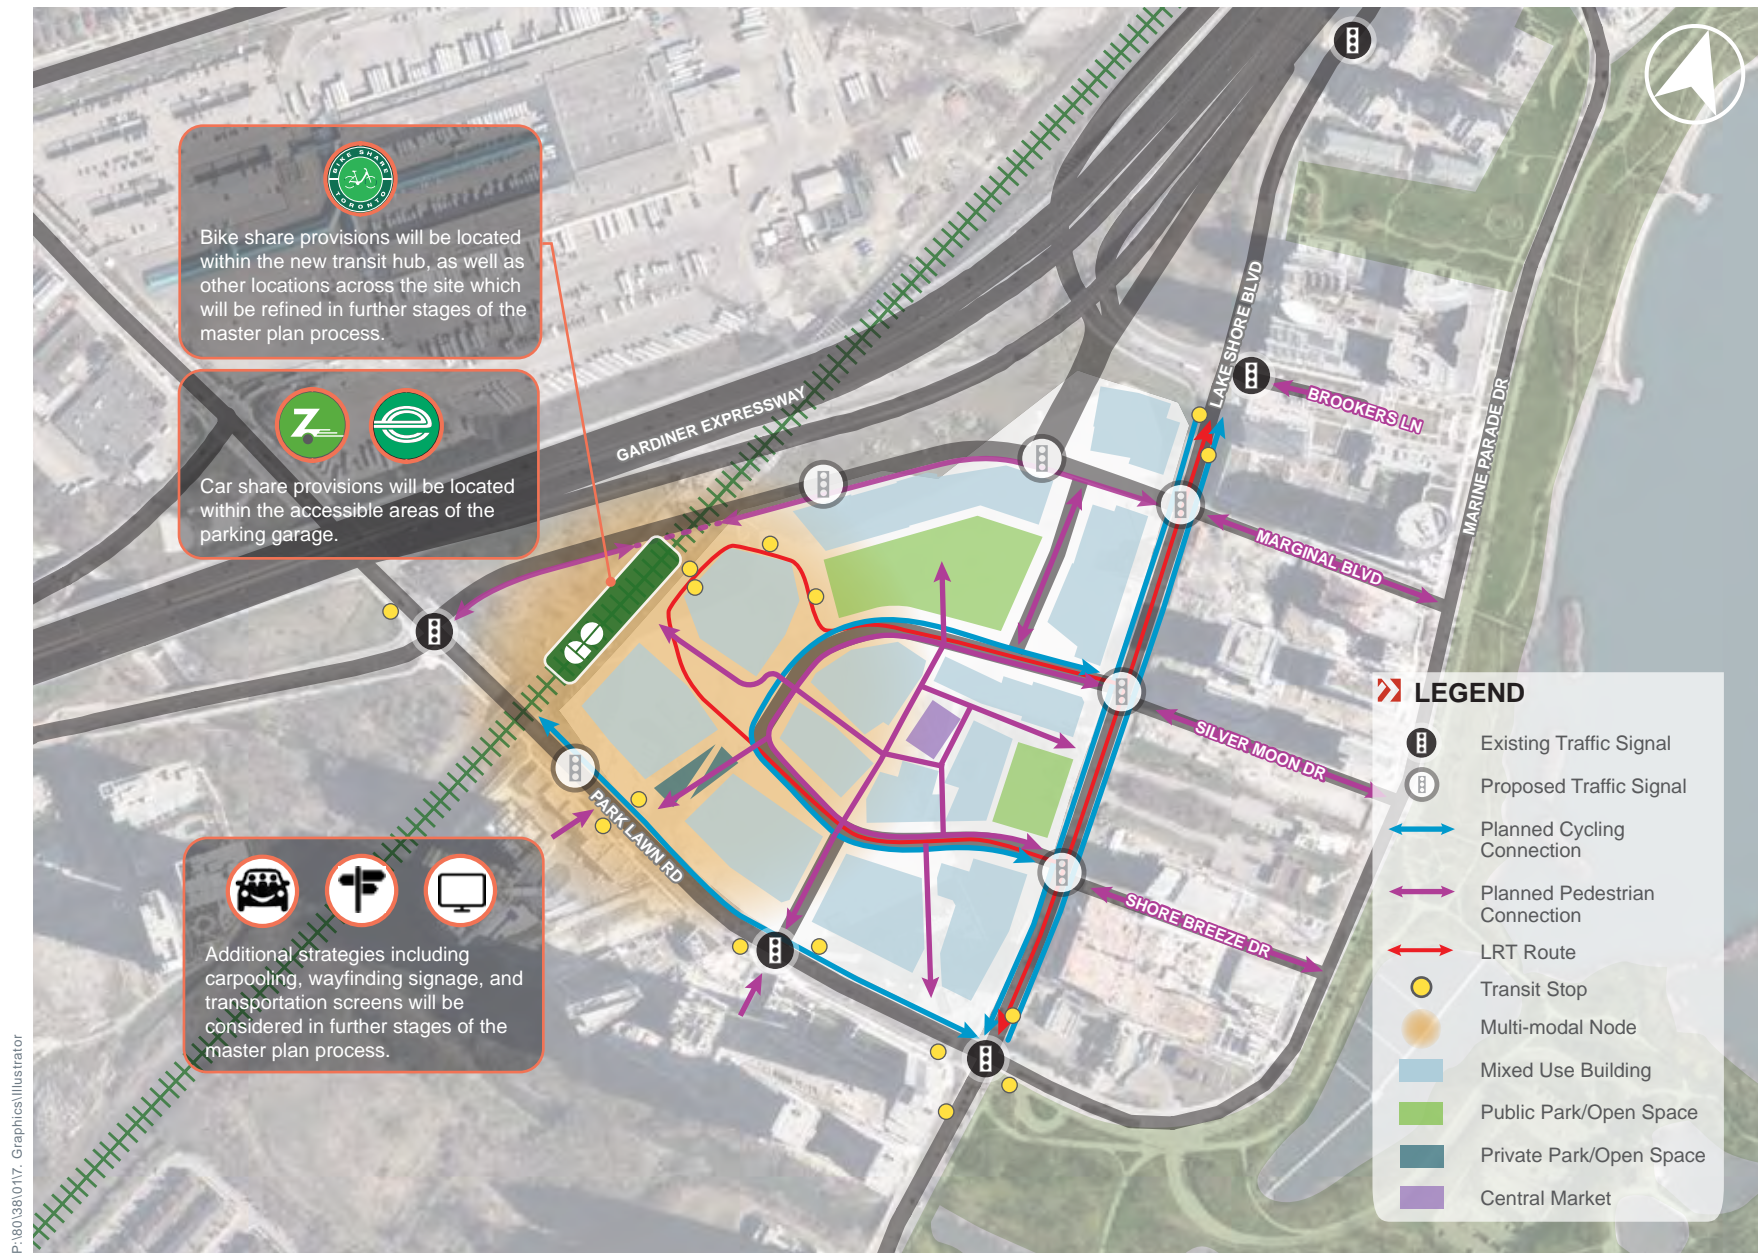 BIKE SHARE
TORONTO
Bike share provisions will be located
within the new transit hub, as well as
other locations across the site which
will be refined in further stages of the
master plan process.
Car share provisions will be located
within the accessible areas of the
parking garage.
Additional strategies including
carpooling, wayfinding signage, and
transportation screens will be
considered in further stages of the
master plan process.
GARDINER EXPRESSWAY
LAKE SHORE BLVD
BROOKERS LN
MARINE PARADE DR
MARGINAL BLVD
SILVER MOON DR
SHORE BREEZE DR
PARK LAWN RD
GO
LEGEND
Existing Traffic Signal
Proposed Traffic Signal
Planned Cycling
Connection
Planned Pedestrian
Connection
LRT Route
Transit Stop
Multi-modal Node
Mixed Use Building
Public Park/Open Space
Private Park/Open Space
Central Market
P:\80\38\01\7. Graphics\Illustrator